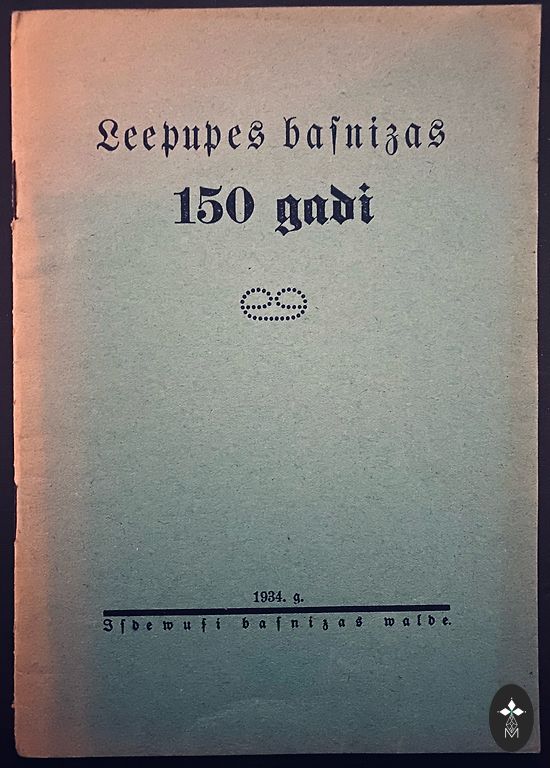 Leepupes baſnizas
150 gadi
1934. g.
Iſdewuſi baſnizas walde.
M